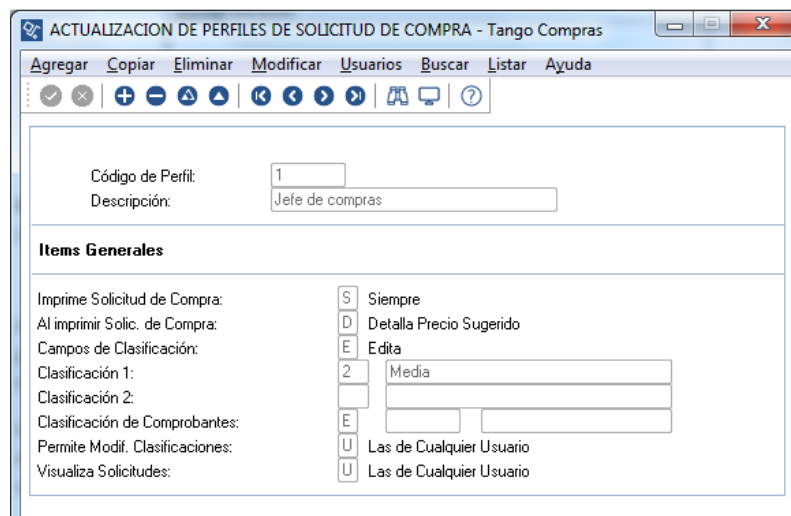 ACTUALIZACION DE PERFILES DE SOLICITUD DE COMPRA - Tango Compras
Agregar Copiar Eliminar Modificar Usuarios Buscar Listar Ayuda
Código de Perfil: 1
Descripción: Jefe de compras
Items Generales
Imprime Solicitud de Compra: S Siempre
Al imprimir Solic. de Compra: D Detalla Precio Sugerido
Campos de Clasificación: E Edita
Clasificación 1: 2 Media
Clasificación 2:
Clasificación de Comprobantes: E
Permite Modif. Clasificaciones: U Las de Cualquier Usuario
Visualiza Solicitudes: U Las de Cualquier Usuario